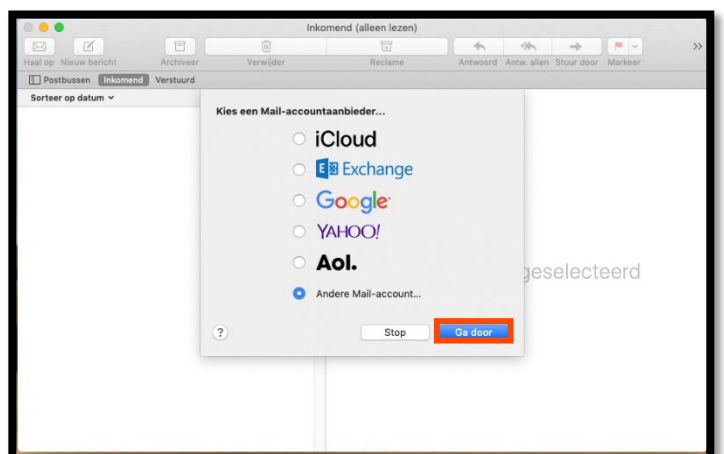 Inkomend (alleen lezen)
Haal op Nieuw bericht Archiveer Verwijder Reclame Antwoord Antw. allen Stuur door Markeer
Postbussen Inkomend Verstuurd
Sorteer op datum
Kies een Mail-accountaanbieder...
iCloud
E Exchange
Google
YAHOO!
Aol.
geselecteerd
Andere Mail-account...
? Stop Ga door